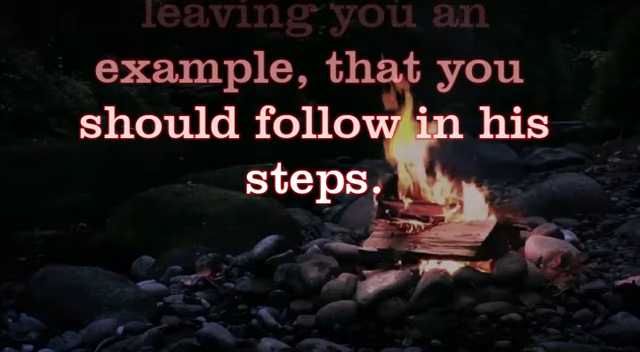 leaving you an
example, that you
should follow in his
steps.